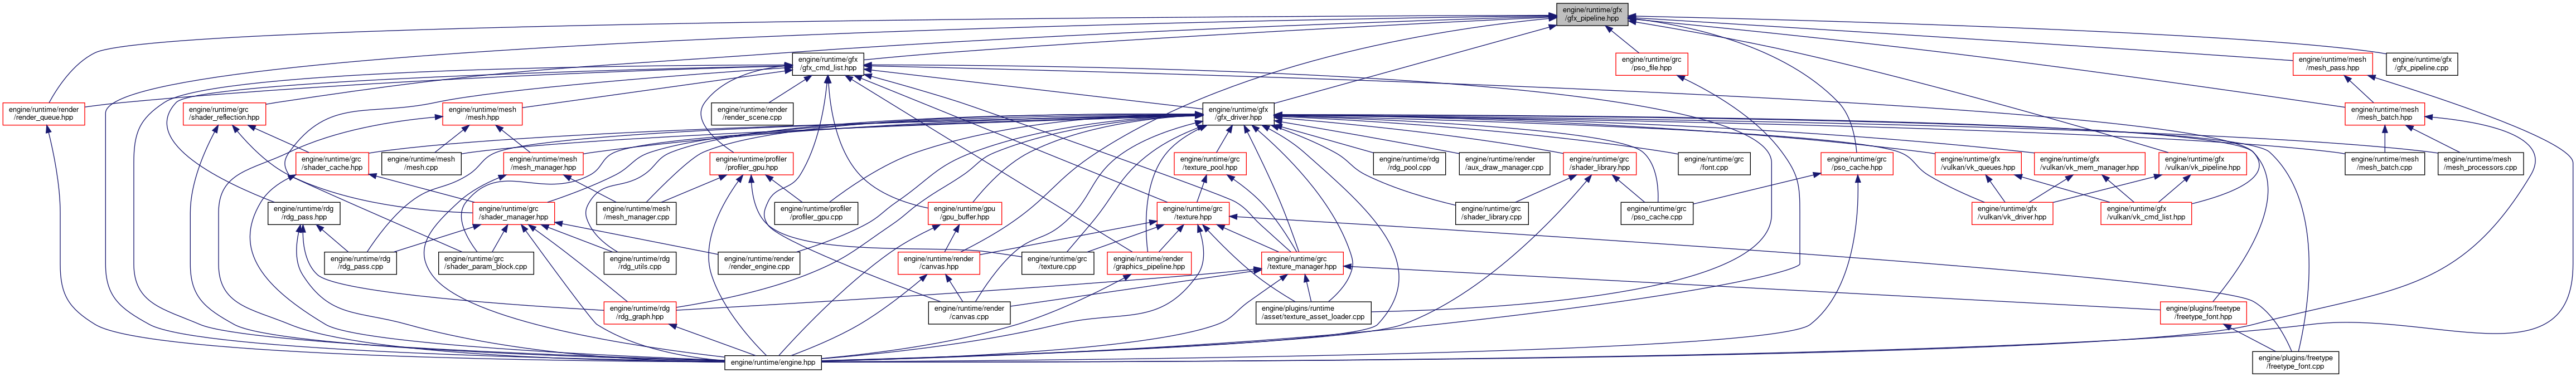 engine/runtime/gfx
/gfx_pipeline.hpp
engine/runtime/gfx
/gfx_cmd_list.hpp
engine/runtime/grc
/pso_file.hpp
engine/runtime/mesh
/mesh_pass.hpp
engine/runtime/gfx
/gfx_pipeline.cpp
engine/runtime/render
/render_queue.hpp
engine/runtime/grc
/shader_reflection.hpp
engine/runtime/mesh
/mesh.hpp
engine/runtime/render
/render_scene.cpp
engine/runtime/gfx
/gfx_driver.hpp
engine/runtime/mesh
/mesh_batch.hpp
engine/runtime/grc
/shader_cache.hpp
engine/runtime/mesh
/mesh.cpp
engine/runtime/mesh
/mesh_manager.hpp
engine/runtime/profiler
/profiler_gpu.hpp
engine/runtime/grc
/texture_pool.hpp
engine/runtime/rdg
/rdg_pool.cpp
engine/runtime/render
/aux_draw_manager.cpp
engine/runtime/grc
/shader_library.hpp
engine/runtime/grc
/font.cpp
engine/runtime/grc
/pso_cache.hpp
engine/runtime/gfx
/vulkan/vk_queues.hpp
engine/runtime/gfx
/vulkan/vk_mem_manager.hpp
engine/runtime/gfx
/vulkan/vk_pipeline.hpp
engine/runtime/mesh
/mesh_batch.cpp
engine/runtime/mesh
/mesh_processors.cpp
engine/runtime/rdg
/rdg_pass.hpp
engine/runtime/grc
/shader_manager.hpp
engine/runtime/mesh
/mesh_manager.cpp
engine/runtime/profiler
/profiler_gpu.cpp
engine/runtime/gpu
/gpu_buffer.hpp
engine/runtime/grc
/texture.hpp
engine/runtime/grc
/shader_library.cpp
engine/runtime/grc
/pso_cache.cpp
engine/runtime/gfx
/vulkan/vk_driver.hpp
engine/runtime/gfx
/vulkan/vk_cmd_list.hpp
engine/runtime/rdg
/rdg_pass.cpp
engine/runtime/grc
/shader_param_block.cpp
engine/runtime/rdg
/rdg_utils.cpp
engine/runtime/render
/render_engine.cpp
engine/runtime/render
/canvas.hpp
engine/runtime/grc
/texture.cpp
engine/runtime/render
/graphics_pipeline.hpp
engine/runtime/grc
/texture_manager.hpp
engine/runtime/rdg
/rdg_graph.hpp
engine/runtime/render
/canvas.cpp
engine/plugins/runtime
/asset/texture_asset_loader.cpp
engine/plugins/freetype
/freetype_font.hpp
engine/runtime/engine.hpp
engine/plugins/freetype
/freetype_font.cpp